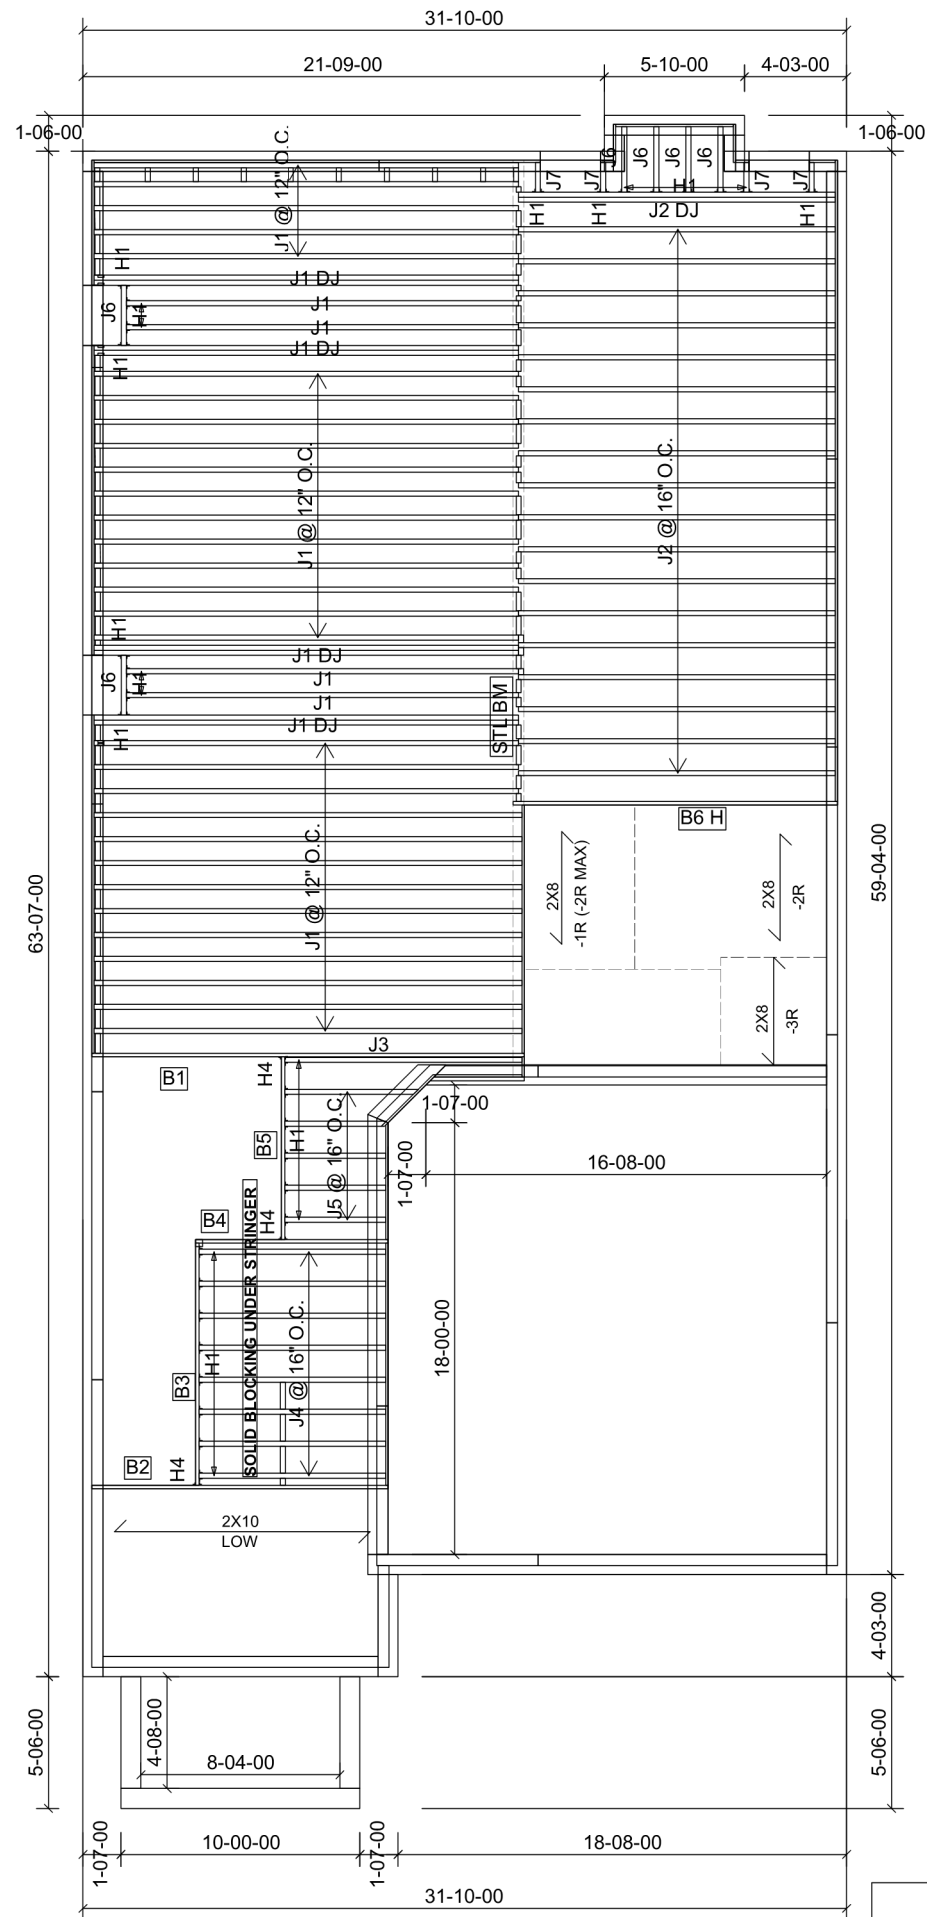 31-10-00
21-09-00
5-10-00
4-03-00
1-06-00
1-06-00
J1 @ 12" O.C.
J6
J6
J6
J6
J7
J7
J7
J7
H1
H1
H1
H1
J2 DJ
H1
J1 DJ
J6
H1
J1
J1
J1 DJ
H1
J1 @ 12" O.C.
J2 @ 16" O.C.
H1
J1 DJ
J6
H1
J1
J1
J1 DJ
H1
STL BM
B6 H
J1 @ 12" O.C.
2X8
-1R (-2R MAX)
2X8
-2R
2X8
-3R
63-07-00
59-04-00
J3
B1
H4
B5
H1
J5 @ 16" O.C.
1-07-00
1-07-00
16-08-00
B4
H4
SOLID BLOCKING UNDER STRINGER
H1
J4 @ 16" O.C.
18-00-00
B3
B2
H4
2X10
LOW
4-03-00
5-06-00
4-08-00
8-04-00
5-06-00
1-07-00
10-00-00
1-07-00
18-08-00
31-10-00